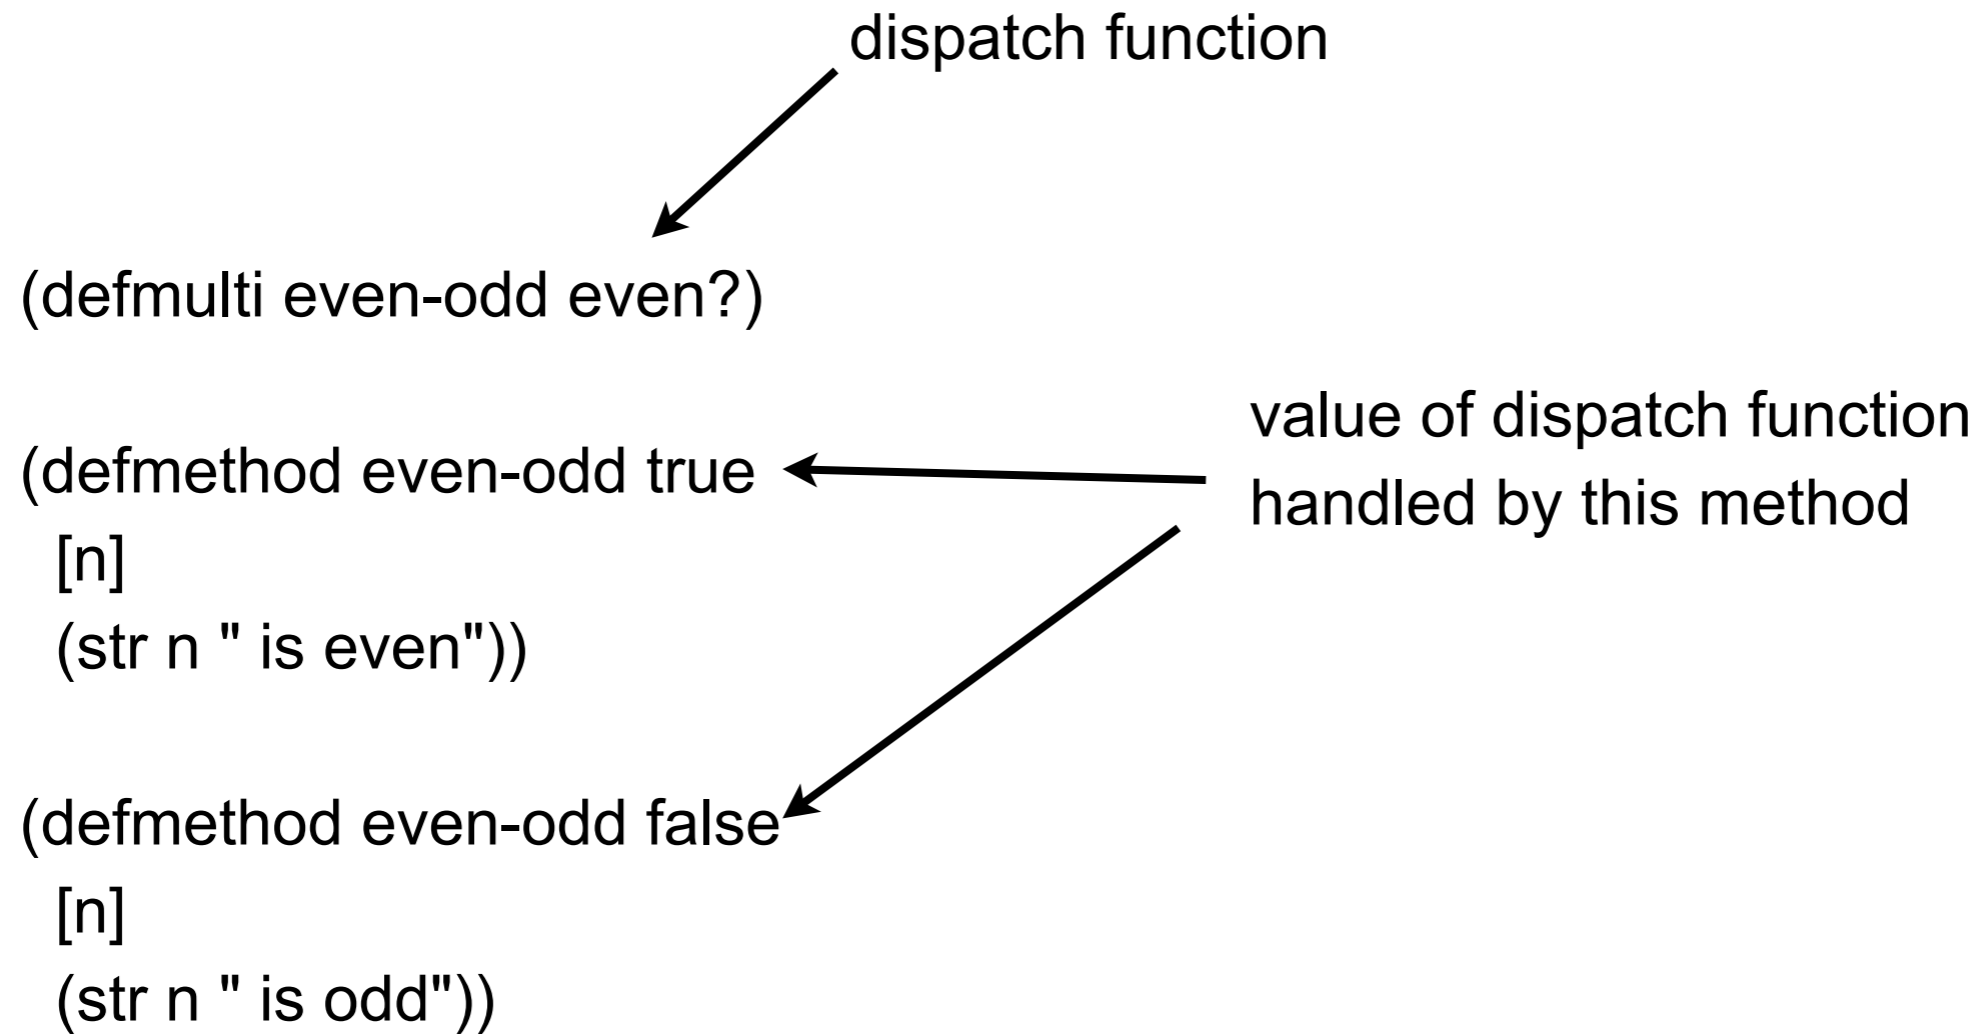 dispatch function
(defmulti even-odd even?)
(defmethod even-odd true
[n]
(str n " is even"))
(defmethod even-odd false
[n]
(str n " is odd"))
value of dispatch function
handled by this method